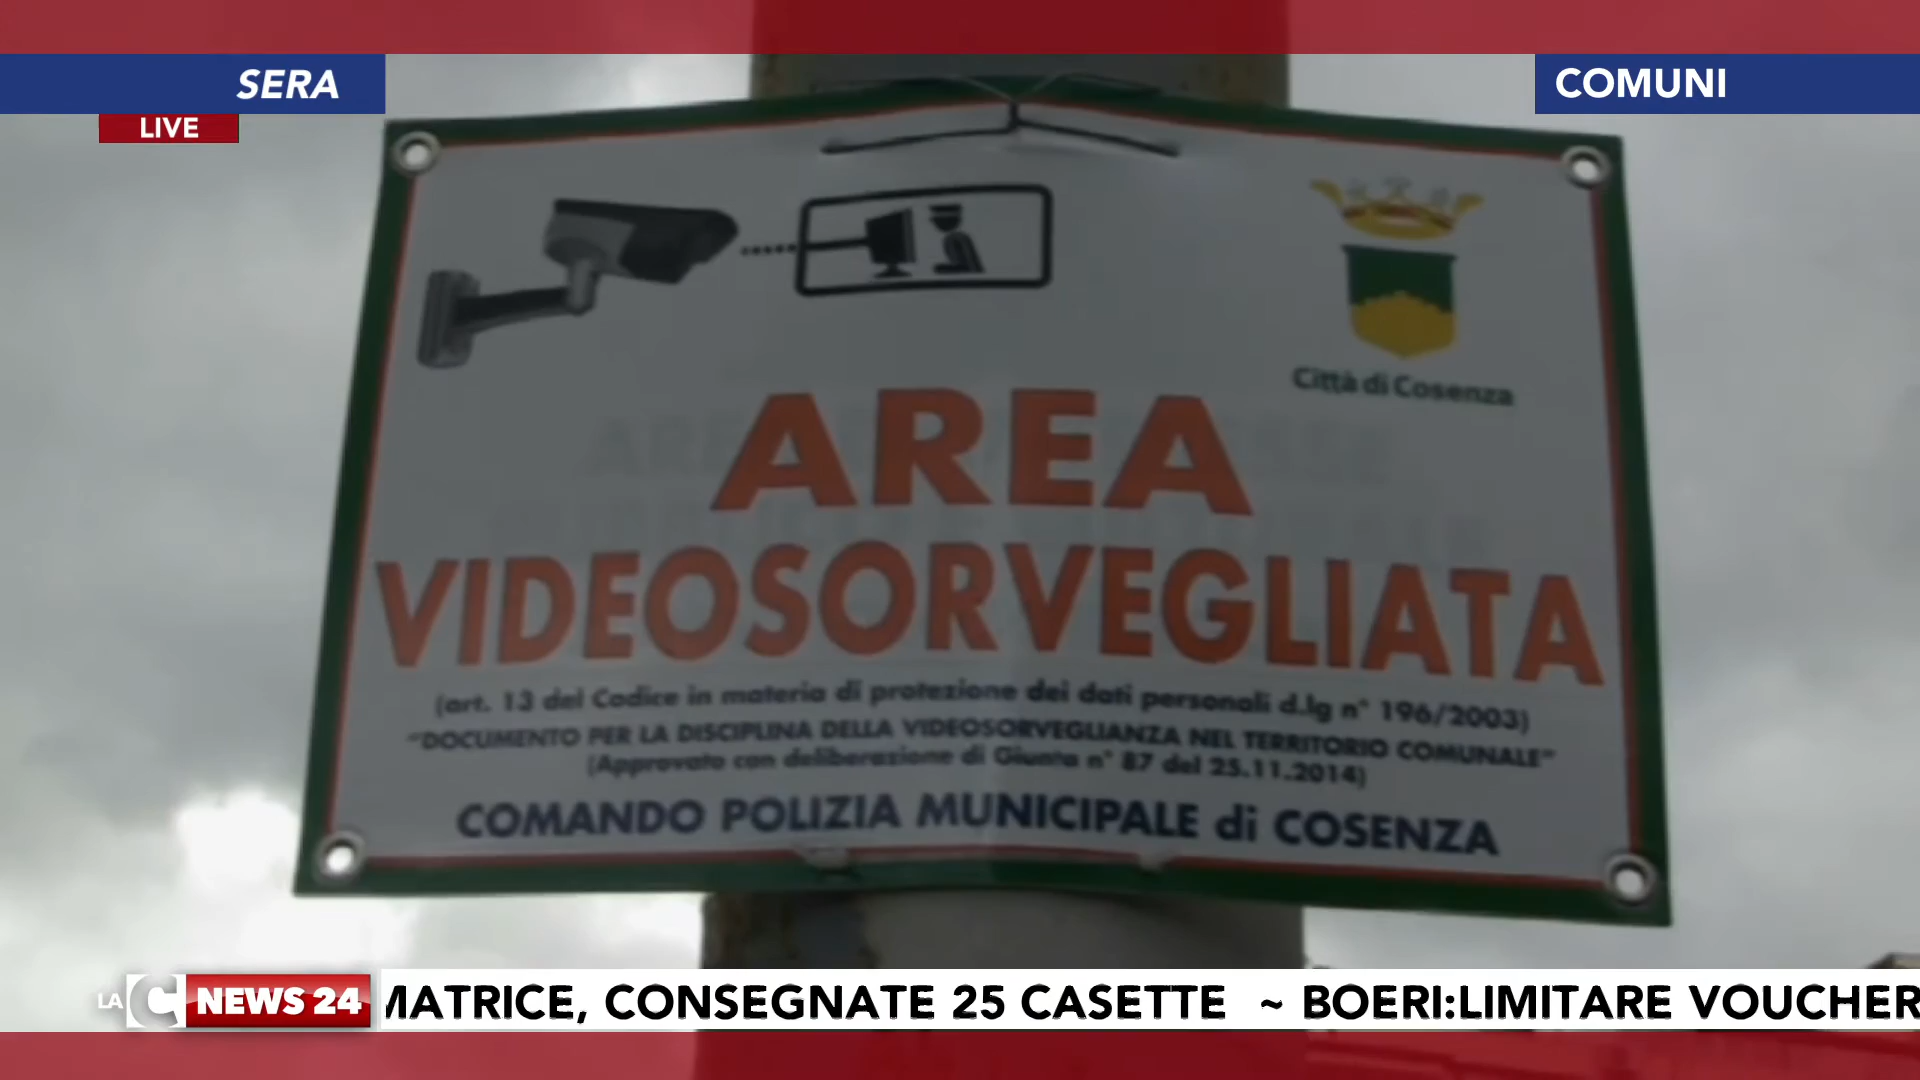 SERA
COMUNI
LIVE
Città di Cosenza
AREA
VIDEOSORVEGLIATA
(art. 13 del Codice in materia di protezione dei dati personali d.lg n° 196/2003)
"DOCUMENTO PER LA DISCIPLINA DELLA VIDEOSORVEGLIANZA NEL TERRITORIO COMUNALE"
(Approvato con deliberazione di Giunta n° 87 del 25.11.2014)
COMANDO POLIZIA MUNICIPALE di COSENZA
LA C NEWS 24
MATRICE, CONSEGNATE 25 CASETTE ~ BOERI:LIMITARE VOUCHER